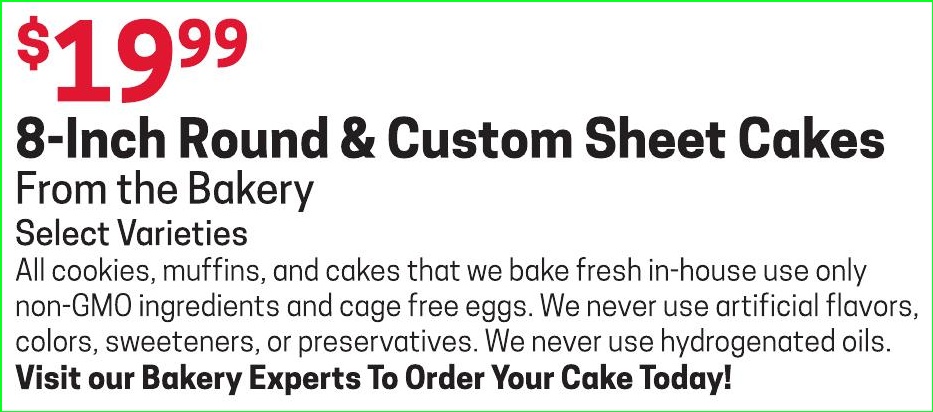 $19.99
8-Inch Round & Custom Sheet Cakes
From the Bakery
Select Varieties
All cookies, muffins, and cakes that we bake fresh in-house use only
non-GMO ingredients and cage free eggs. We never use artificial flavors,
colors, sweeteners, or preservatives. We never use hydrogenated oils.
Visit our Bakery Experts To Order Your Cake Today!